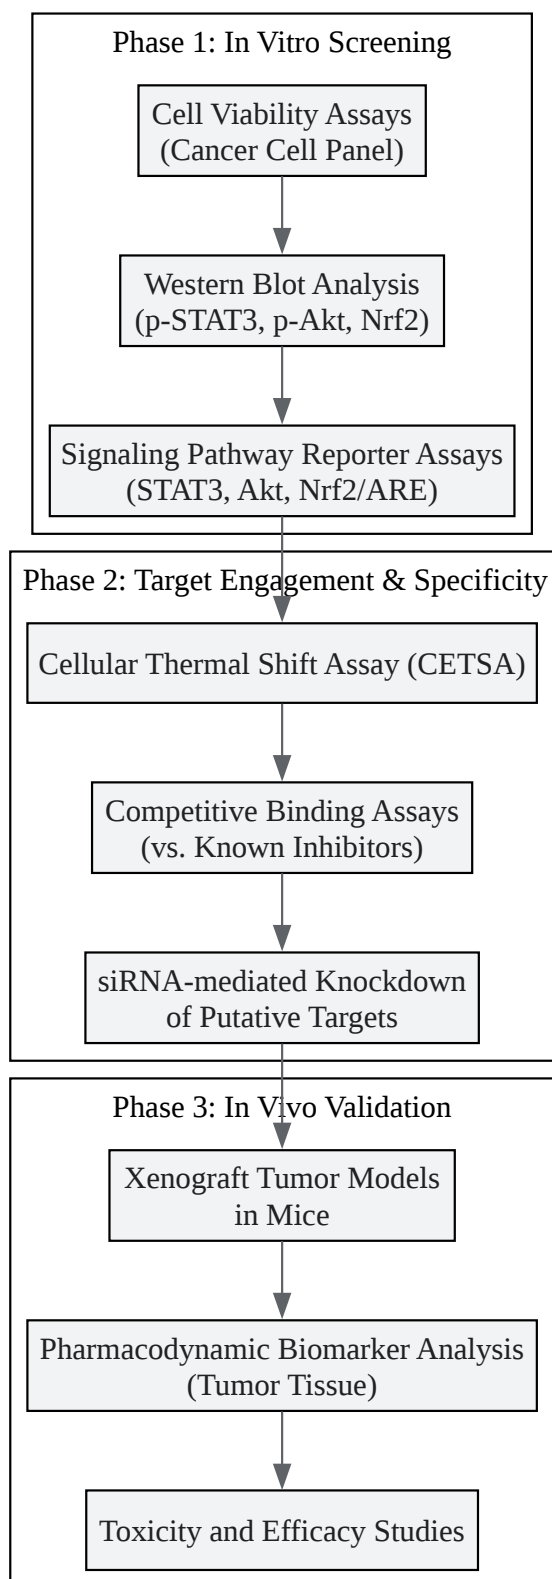 Phase 1: In Vitro Screening
Cell Viability Assays
(Cancer Cell Panel)
Western Blot Analysis
(p-STAT3, p-Akt, Nrf2)
Signaling Pathway Reporter Assays
(STAT3, Akt, Nrf2/ARE)
Phase 2: Target Engagement & Specificity
Cellular Thermal Shift Assay (CETSA)
Competitive Binding Assays
(vs. Known Inhibitors)
siRNA-mediated Knockdown
of Putative Targets
Phase 3: In Vivo Validation
Xenograft Tumor Models
in Mice
Pharmacodynamic Biomarker Analysis
(Tumor Tissue)
Toxicity and Efficacy Studies